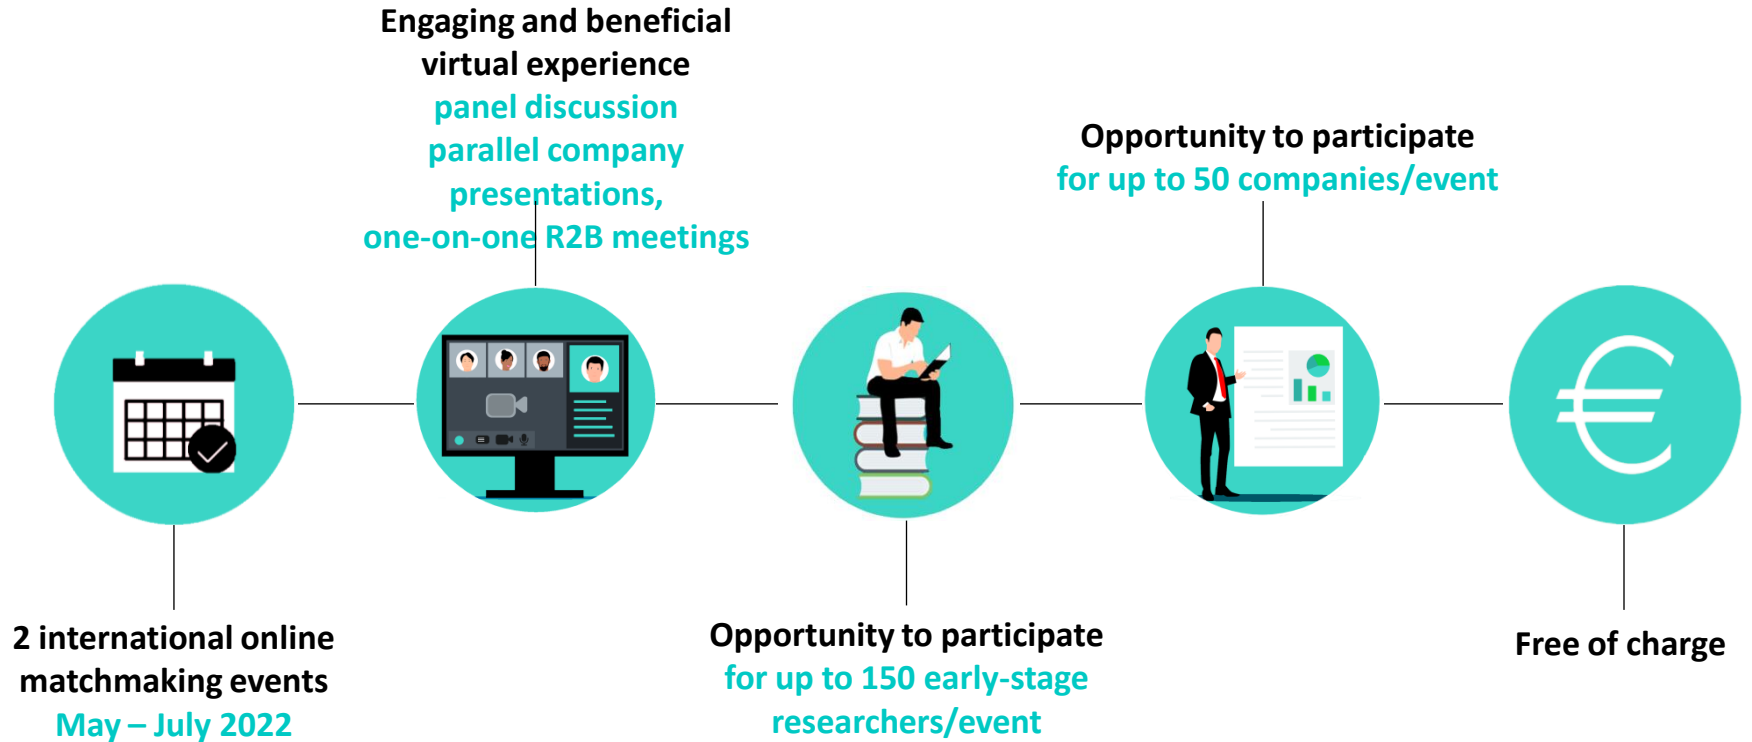 Engaging and beneficial
virtual experience
panel discussion
parallel company
presentations,
one-on-one R2B meetings
Opportunity to participate
for up to 50 companies/event
€
2 international online
matchmaking events
May – July 2022
Opportunity to participate
for up to 150 early-stage
researchers/event
Free of charge